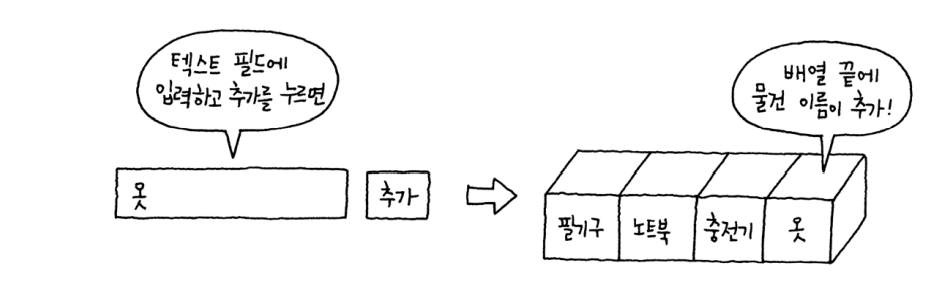 텍스트 필드에
입력하고 추가를 누르면
배열 끝에
물건 이름이 추가!
옷
추가
필기구
노트북
충전기
옷